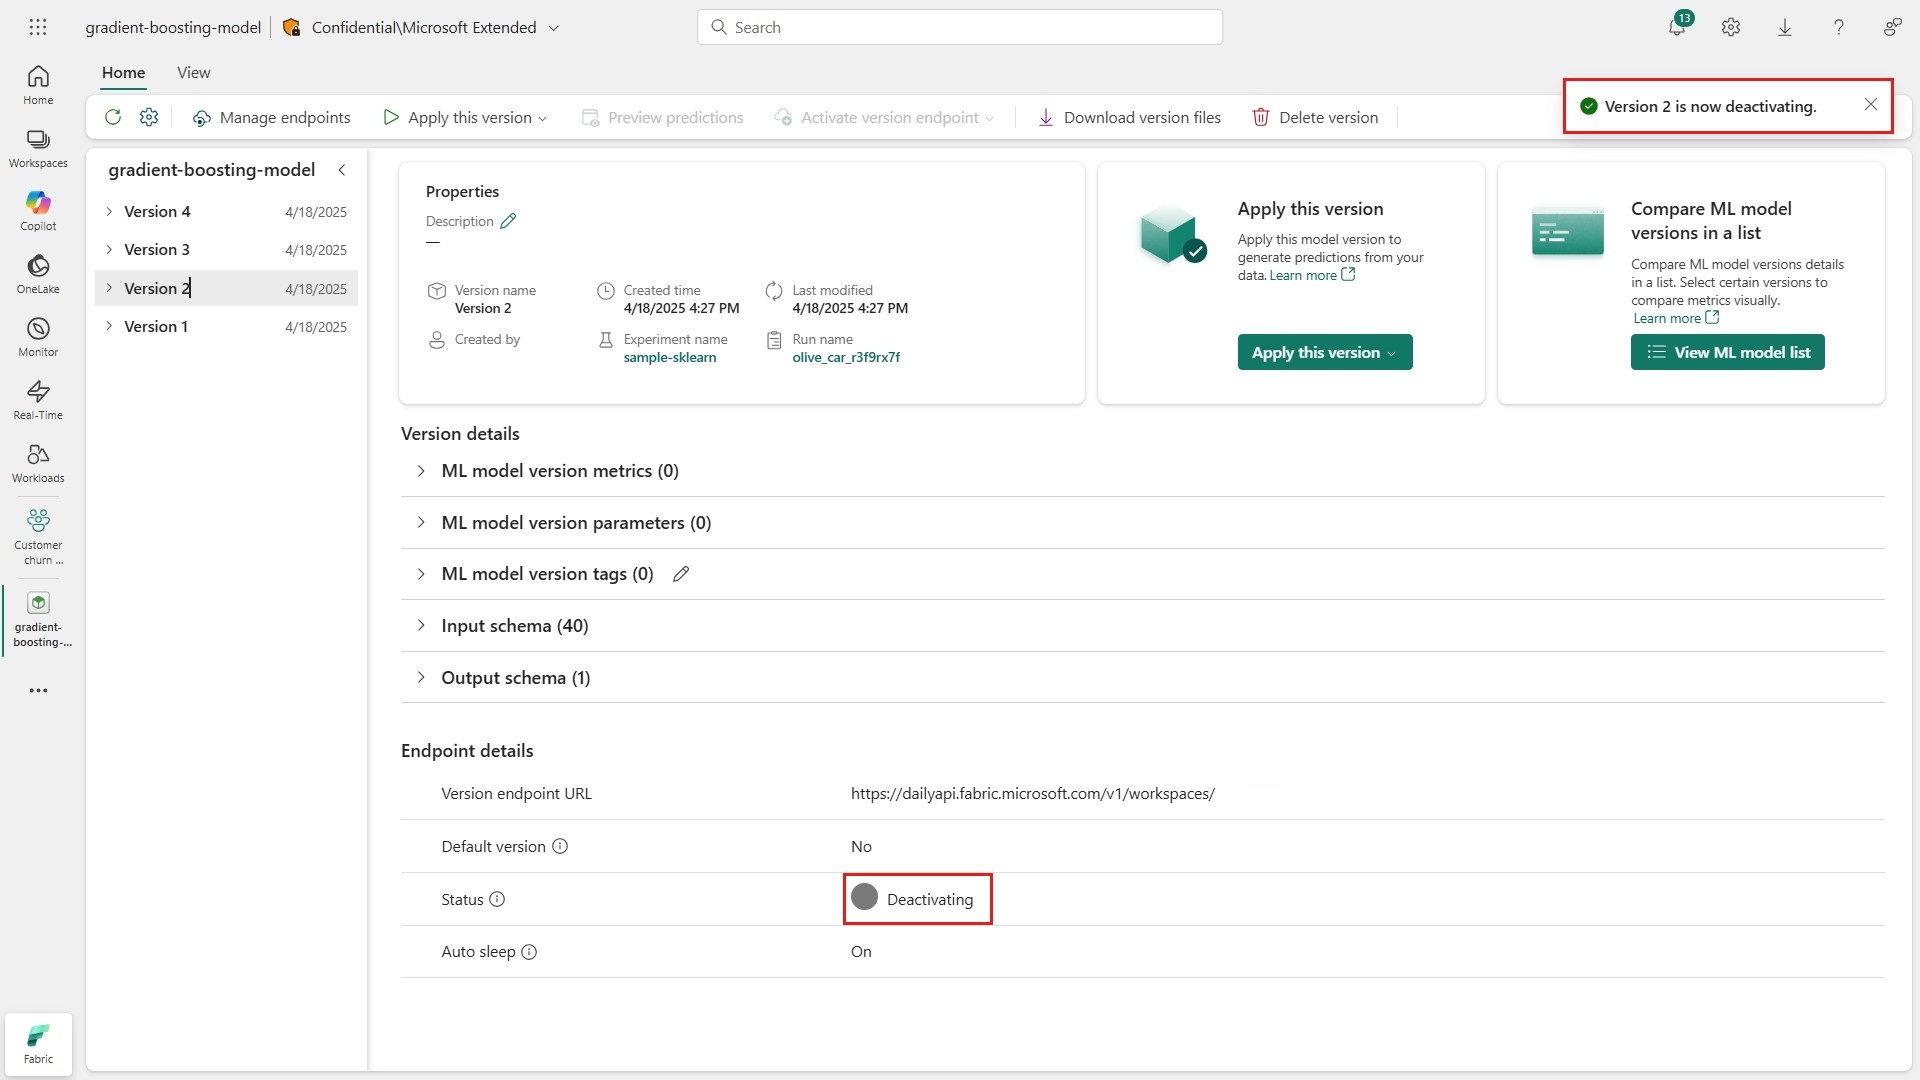 gradient-boosting-model
Confidential\Microsoft Extended
Search
13
Home
View
Manage endpoints
Apply this version
Preview predictions
Activate version endpoint
Download version files
Delete version
Version 2 is now deactivating.
Home
Workspaces
Copilot
OneLake
Monitor
Real-Time
Workloads
Customer
churn ...
gradient-
boosting-...
Fabric
gradient-boosting-model
Version 4 4/18/2025
Version 3 4/18/2025
Version 2 4/18/2025
Version 1 4/18/2025
Properties
Description
—
Version name
Version 2
Created time
4/18/2025 4:27 PM
Last modified
4/18/2025 4:27 PM
Created by
Experiment name
sample-sklearn
Run name
olive_car_r3f9rx7f
Apply this version
Apply this model version to
generate predictions from your
data. Learn more
Apply this version
Compare ML model
versions in a list
Compare ML model versions details
in a list. Select certain versions to
compare metrics visually.
Learn more
View ML model list
Version details
ML model version metrics (0)
ML model version parameters (0)
ML model version tags (0)
Input schema (40)
Output schema (1)
Endpoint details
Version endpoint URL https://dailyapi.fabric.microsoft.com/v1/workspaces/
Default version No
Status Deactivating
Auto sleep On